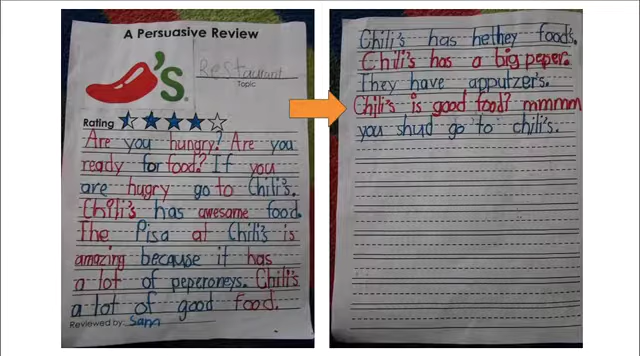 A Persuasive Review
's
Restaurant
Topic
Rating
Are you hungry! Are you
ready for food? If you
are hugry go to Chili's.
Chili's has awesome food.
The Pisa at Chili's is
amazing because it has
a lot of peperoneys. Chili's
a lot of good food.
Reviewed by: Sam
Chili's has hethey food's.
Chili's has a big peper.
They have apputzer's.
Chili's is good food? mmmm
you shud go to chili's.